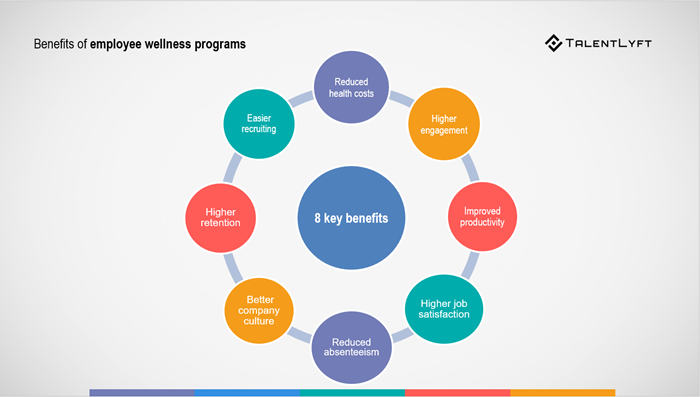 Benefits of employee wellness programs
TALENTLYFT
Reduced
health costs
Higher
engagement
Improved
productivity
Higher job
satisfaction
Reduced
absenteeism
Better
company
culture
Higher
retention
Easier
recruiting
8 key benefits